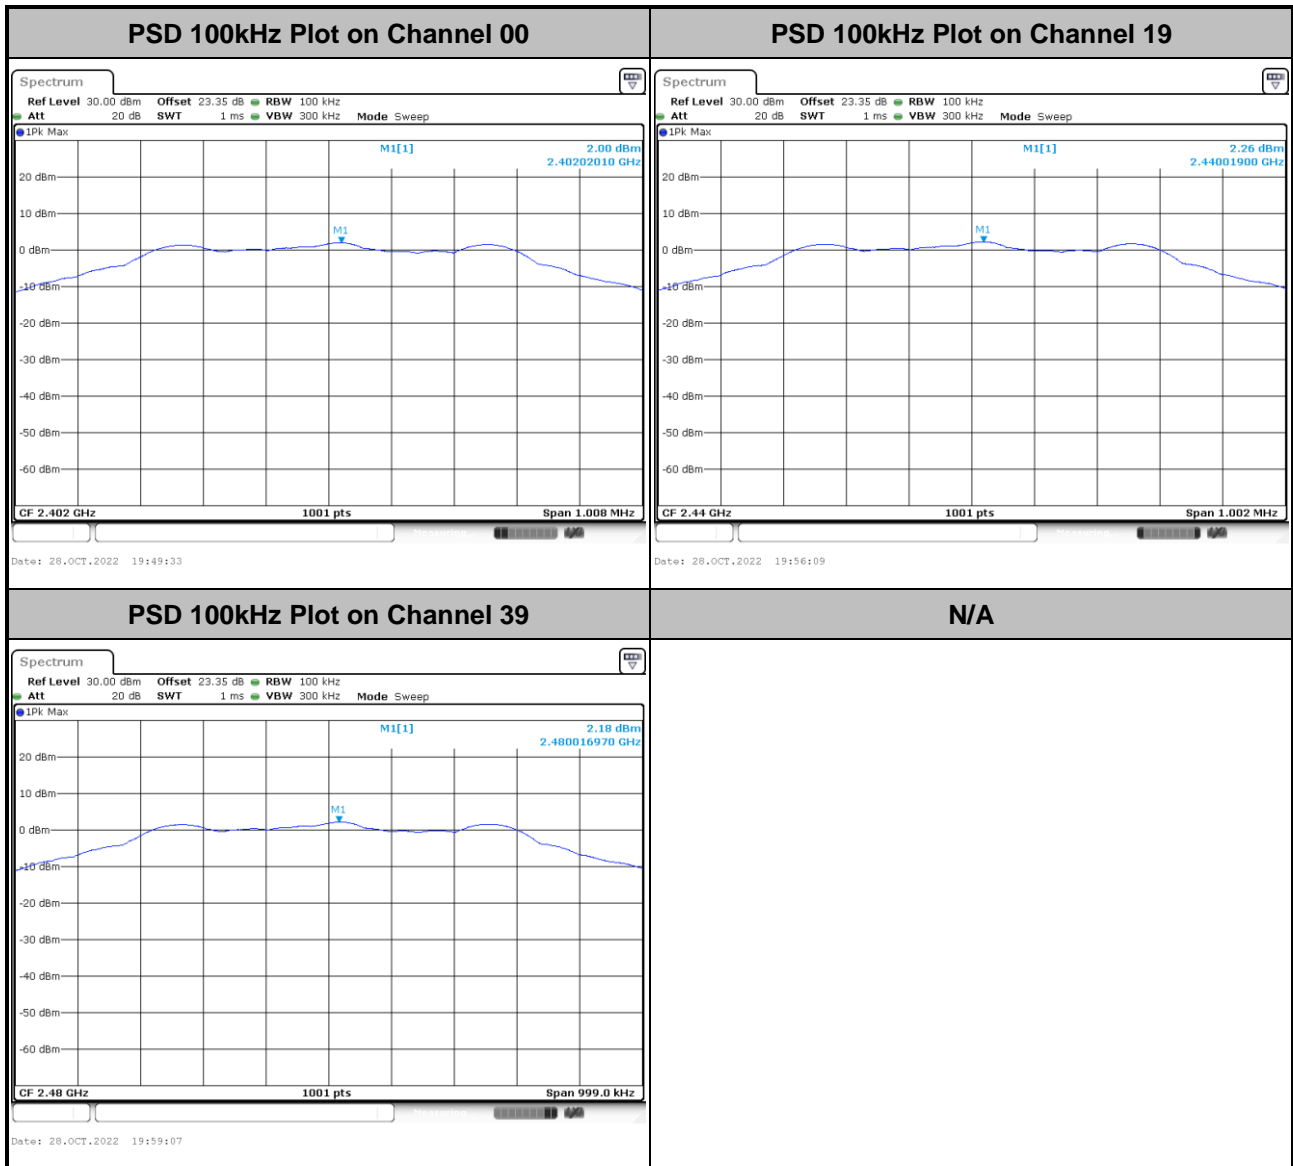 PSD 100kHz Plot on Channel 00
PSD 100kHz Plot on Channel 19
Spectrum
Ref Level 30.00 dBm Offset 23.35 dB RBW 100 kHz
Att 20 dB SWT 1 ms VBW 300 kHz Mode Sweep
1Pk Max
M1[1] 2.00 dBm
2.40202010 GHz
20 dBm
10 dBm
M1
0 dBm
-10 dBm
-20 dBm
-30 dBm
-40 dBm
-50 dBm
-60 dBm
CF 2.402 GHz 1001 pts Span 1.008 MHz
Measuring
Date: 28.OCT.2022 19:49:33
Spectrum
Ref Level 30.00 dBm Offset 23.35 dB RBW 100 kHz
Att 20 dB SWT 1 ms VBW 300 kHz Mode Sweep
1Pk Max
M1[1] 2.26 dBm
2.44001900 GHz
20 dBm
10 dBm
M1
0 dBm
-10 dBm
-20 dBm
-30 dBm
-40 dBm
-50 dBm
-60 dBm
CF 2.44 GHz 1001 pts Span 1.002 MHz
Measuring
Date: 28.OCT.2022 19:56:09
PSD 100kHz Plot on Channel 39
N/A
Spectrum
Ref Level 30.00 dBm Offset 23.35 dB RBW 100 kHz
Att 20 dB SWT 1 ms VBW 300 kHz Mode Sweep
1Pk Max
M1[1] 2.18 dBm
2.480016970 GHz
20 dBm
10 dBm
M1
0 dBm
-10 dBm
-20 dBm
-30 dBm
-40 dBm
-50 dBm
-60 dBm
CF 2.48 GHz 1001 pts Span 999.0 kHz
Measuring
Date: 28.OCT.2022 19:59:07